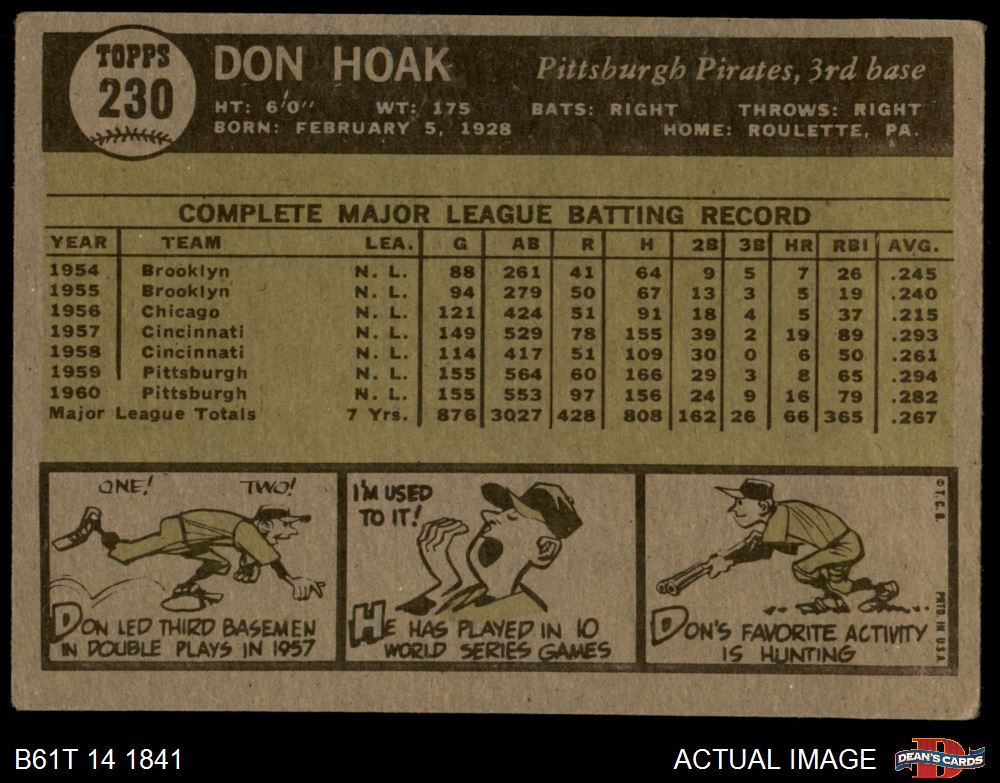 TOPPS
230
DON HOAK
Pittsburgh Pirates, 3rd base
HT: 6'0" WT: 175 BATS: RIGHT THROWS: RIGHT
BORN: FEBRUARY 5, 1928 HOME: ROULETTE, PA.
COMPLETE MAJOR LEAGUE BATTING RECORD
YEAR TEAM LEA. G AB R H 2B 3B HR RBI AVG.
1954 Brooklyn N. L. 88 261 41 64 9 5 7 26 .245
1955 Brooklyn N. L. 94 279 50 67 13 3 5 19 .240
1956 Chicago N. L. 121 424 51 91 18 4 5 37 .215
1957 Cincinnati N. L. 149 529 78 155 39 2 19 89 .293
1958 Cincinnati N. L. 114 417 51 109 30 0 6 50 .261
1959 Pittsburgh N. L. 155 564 60 166 29 3 8 65 .294
1960 Pittsburgh N. L. 155 553 97 156 24 9 16 79 .282
Major League Totals 7 Yrs. 876 3027 428 808 162 26 66 365 .267
ONE! TWO!
DON LED THIRD BASEMEN
IN DOUBLE PLAYS IN 1957
I'M USED
TO IT!
HE HAS PLAYED IN 10
WORLD SERIES GAMES
DON'S FAVORITE ACTIVITY
IS HUNTING
© T. C. G.
PRTD IN U.S.A.
B61T 14 1841
ACTUAL IMAGE
D
DEAN'S CARDS